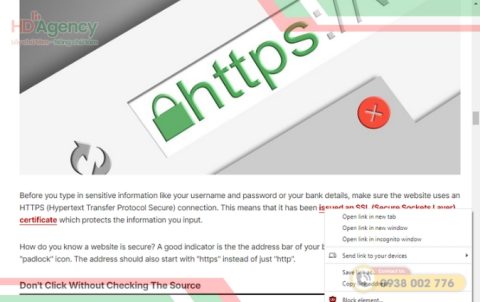 HDAgency
https://
Before you type in sensitive information like your username and password or your bank details, make sure the website uses an
HTTPS (Hypertext Transfer Protocol Secure) connection. This means that it has been issued an SSL (Secure Sockets Layer)
certificate which protects the information you input.
How do you know a website is secure? A good indicator is the the address bar of your
"padlock" icon. The address should also start with "https" instead of just "http".
Don't Click Without Checking The Source
Open link in new tab
Open link in new window
Open link in incognito window
Send link to your devices
Save link as...
Copy link address
Contact us
0938 002 776
Block element...